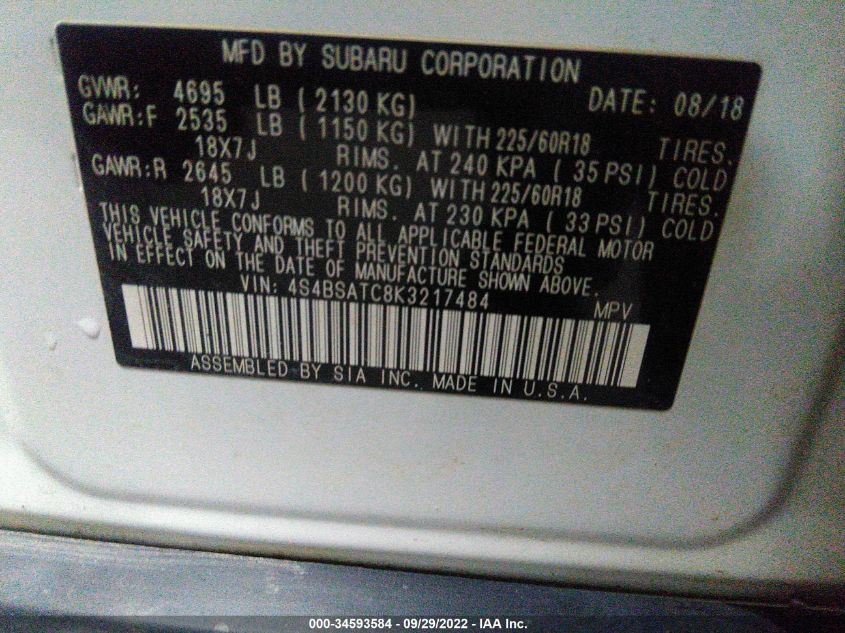 MFD BY SUBARU CORPORATION
GVWR: 4695 LB ( 2130 KG) DATE: 08/18
GAWR:F 2535 LB ( 1150 KG) WITH 225/60R18 TIRES.
18X7J RIMS. AT 240 KPA ( 35 PSI) COLD
GAWR:R 2645 LB ( 1200 KG) WITH 225/60R18 TIRES.
18X7J RIMS. AT 230 KPA ( 33 PSI) COLD
THIS VEHICLE CONFORMS TO ALL APPLICABLE FEDERAL MOTOR
VEHICLE SAFETY AND THEFT PREVENTION STANDARDS
IN EFFECT ON THE DATE OF MANUFACTURE SHOWN ABOVE.
VIN: 4S4BSATC8K3217484 MPV
ASSEMBLED BY SIA INC., MADE IN U.S.A.
000-34593584 - 09/29/2022 - IAA Inc.